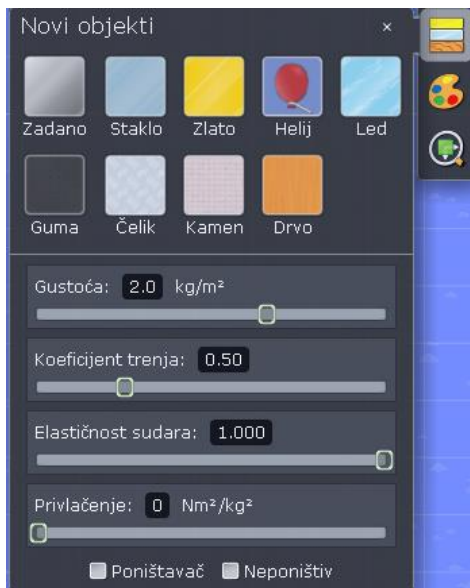 Novi objekti ×
Zadano Staklo Zlato Helij Led
Guma Čelik Kamen Drvo
Gustoća: 2.0 kg/m²
Koeficijent trenja: 0.50
Elastičnost sudara: 1.000
Privlačenje: 0 Nm²/kg²
Poništavač Neponištiv